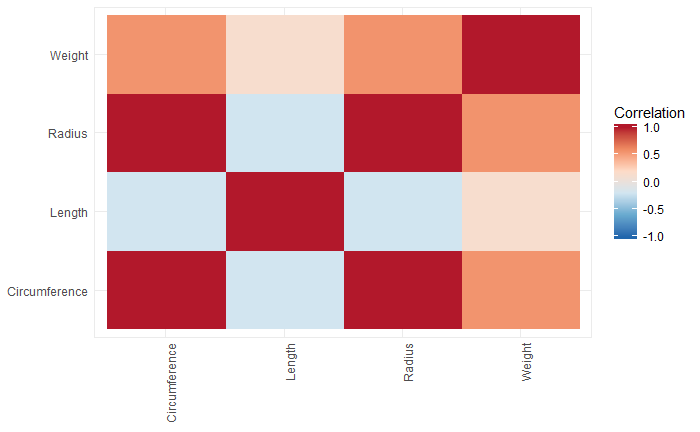 Weight
Radius
Length
Circumference
Circumference
Length
Radius
Weight
Correlation
1.0
0.5
0.0
-0.5
-1.0